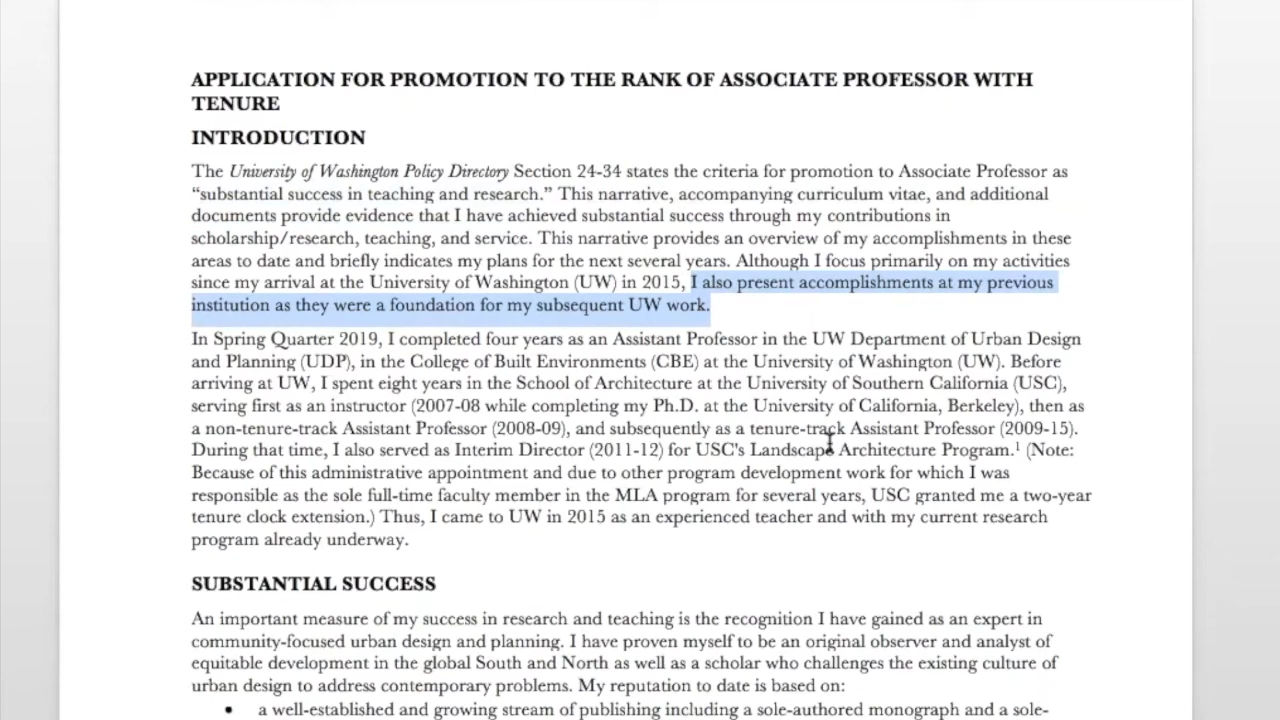 APPLICATION FOR PROMOTION TO THE RANK OF ASSOCIATE PROFESSOR WITH
TENURE
INTRODUCTION
The University of Washington Policy Directory Section 24-34 states the criteria for promotion to Associate Professor as
“substantial success in teaching and research.” This narrative, accompanying curriculum vitae, and additional
documents provide evidence that I have achieved substantial success through my contributions in
scholarship/research, teaching, and service. This narrative provides an overview of my accomplishments in these
areas to date and briefly indicates my plans for the next several years. Although I focus primarily on my activities
since my arrival at the University of Washington (UW) in 2015, I also present accomplishments at my previous
institution as they were a foundation for my subsequent UW work.
In Spring Quarter 2019, I completed four years as an Assistant Professor in the UW Department of Urban Design
and Planning (UDP), in the College of Built Environments (CBE) at the University of Washington (UW). Before
arriving at UW, I spent eight years in the School of Architecture at the University of Southern California (USC),
serving first as an instructor (2007-08 while completing my Ph.D. at the University of California, Berkeley), then as
a non-tenure-track Assistant Professor (2008-09), and subsequently as a tenure-track Assistant Professor (2009-15).
During that time, I also served as Interim Director (2011-12) for USC's Landscape Architecture Program.¹ (Note:
Because of this administrative appointment and due to other program development work for which I was
responsible as the sole full-time faculty member in the MLA program for several years, USC granted me a two-year
tenure clock extension.) Thus, I came to UW in 2015 as an experienced teacher and with my current research
program already underway.
SUBSTANTIAL SUCCESS
An important measure of my success in research and teaching is the recognition I have gained as an expert in
community-focused urban design and planning. I have proven myself to be an original observer and analyst of
equitable development in the global South and North as well as a scholar who challenges the existing culture of
urban design to address contemporary problems. My reputation to date is based on:
• a well-established and growing stream of publishing including a sole-authored monograph and a sole-